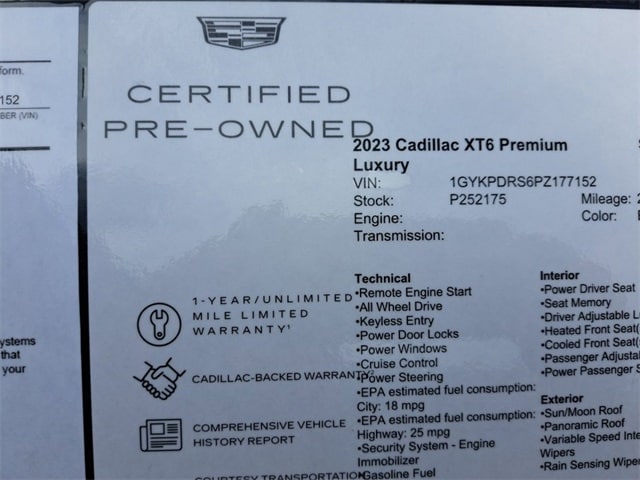 form.
152
BER (VIN)
ystems
that
your
CERTIFIED
PRE-OWNED
2023 Cadillac XT6 Premium
Luxury
VIN: 1GYKPDRS6PZ177152
Stock: P252175 Mileage: 2
Engine: Color:
Transmission:
1-YEAR/UNLIMITED
MILE LIMITED
WARRANTY¹
CADILLAC-BACKED WARRANTY²
COMPREHENSIVE VEHICLE
HISTORY REPORT
COURTESY TRANSPORTATION
Technical
•Remote Engine Start
•All Wheel Drive
•Keyless Entry
•Power Door Locks
•Power Windows
•Cruise Control
•Power Steering
•EPA estimated fuel consumption:
City: 18 mpg
•EPA estimated fuel consumption:
Highway: 25 mpg
•Security System - Engine
Immobilizer
•Gasoline Fuel
Interior
•Power Driver Seat
•Seat Memory
•Driver Adjustable L
•Heated Front Seat(
•Cooled Front Seat(
•Passenger Adjusta
•Power Passenger S
Exterior
•Sun/Moon Roof
•Panoramic Roof
•Variable Speed Inte
Wipers
•Rain Sensing Wipe